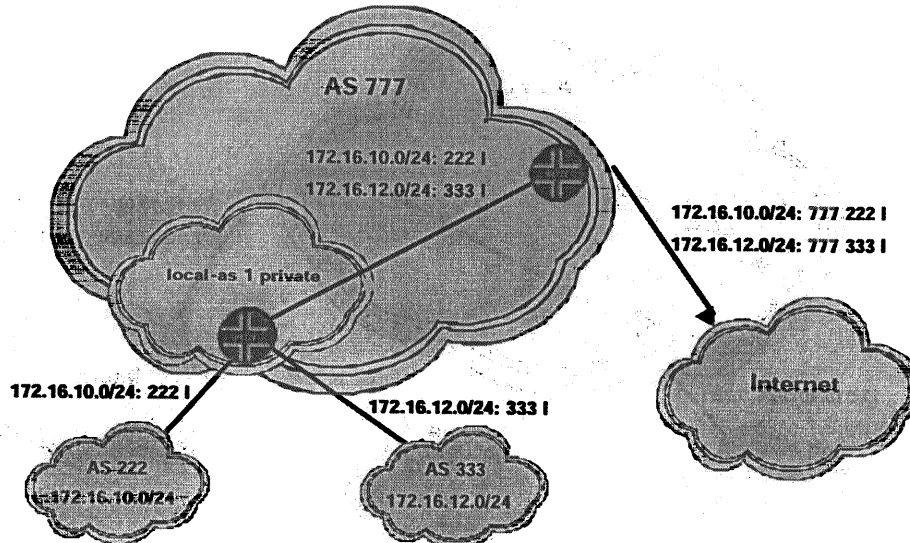 AS 777
172.16.10.0/24: 222 I
172.16.12.0/24: 333 I
172.16.10.0/24: 777 222 I
172.16.12.0/24: 777 333 I
local-as 1 private
Internet
172.16.10.0/24: 222 I
172.16.12.0/24: 333 I
AS 222
172.16.10.0/24
AS 333
172.16.12.0/24